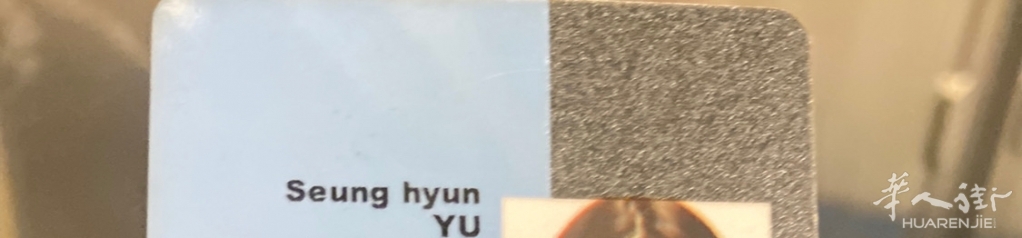 Seung hyun
YU
華人街
HUARENJIE